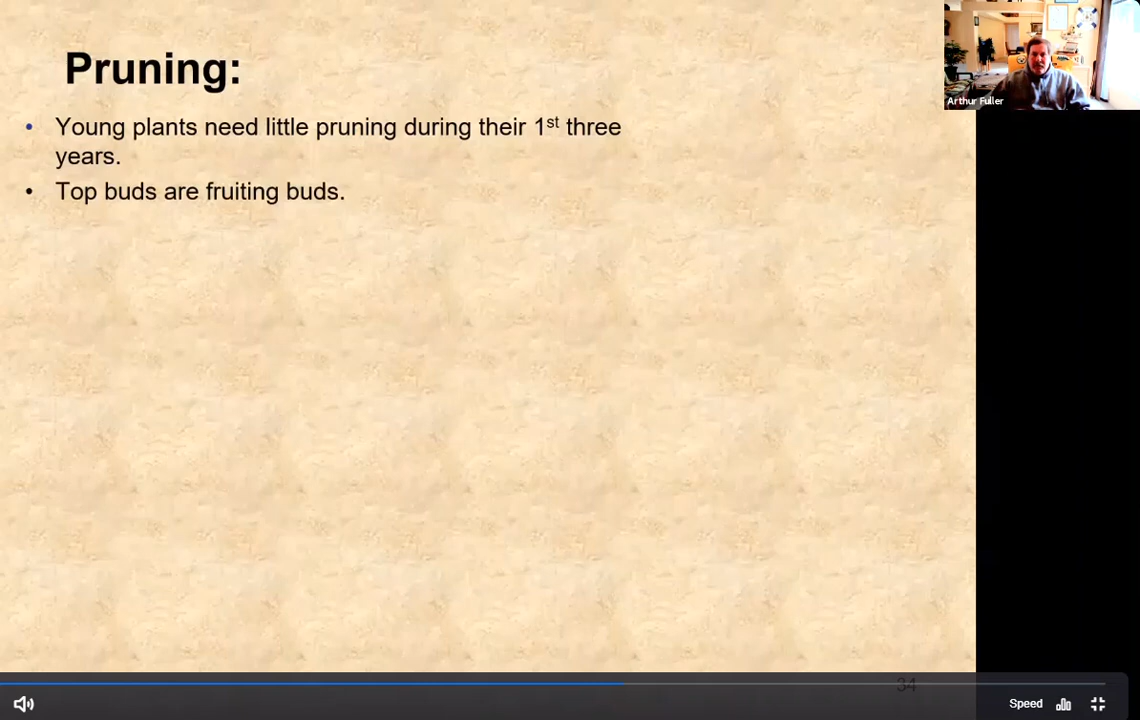 Pruning:
• Young plants need little pruning during their 1st three
years.
• Top buds are fruiting buds.
Arthur Fuller
34
Speed